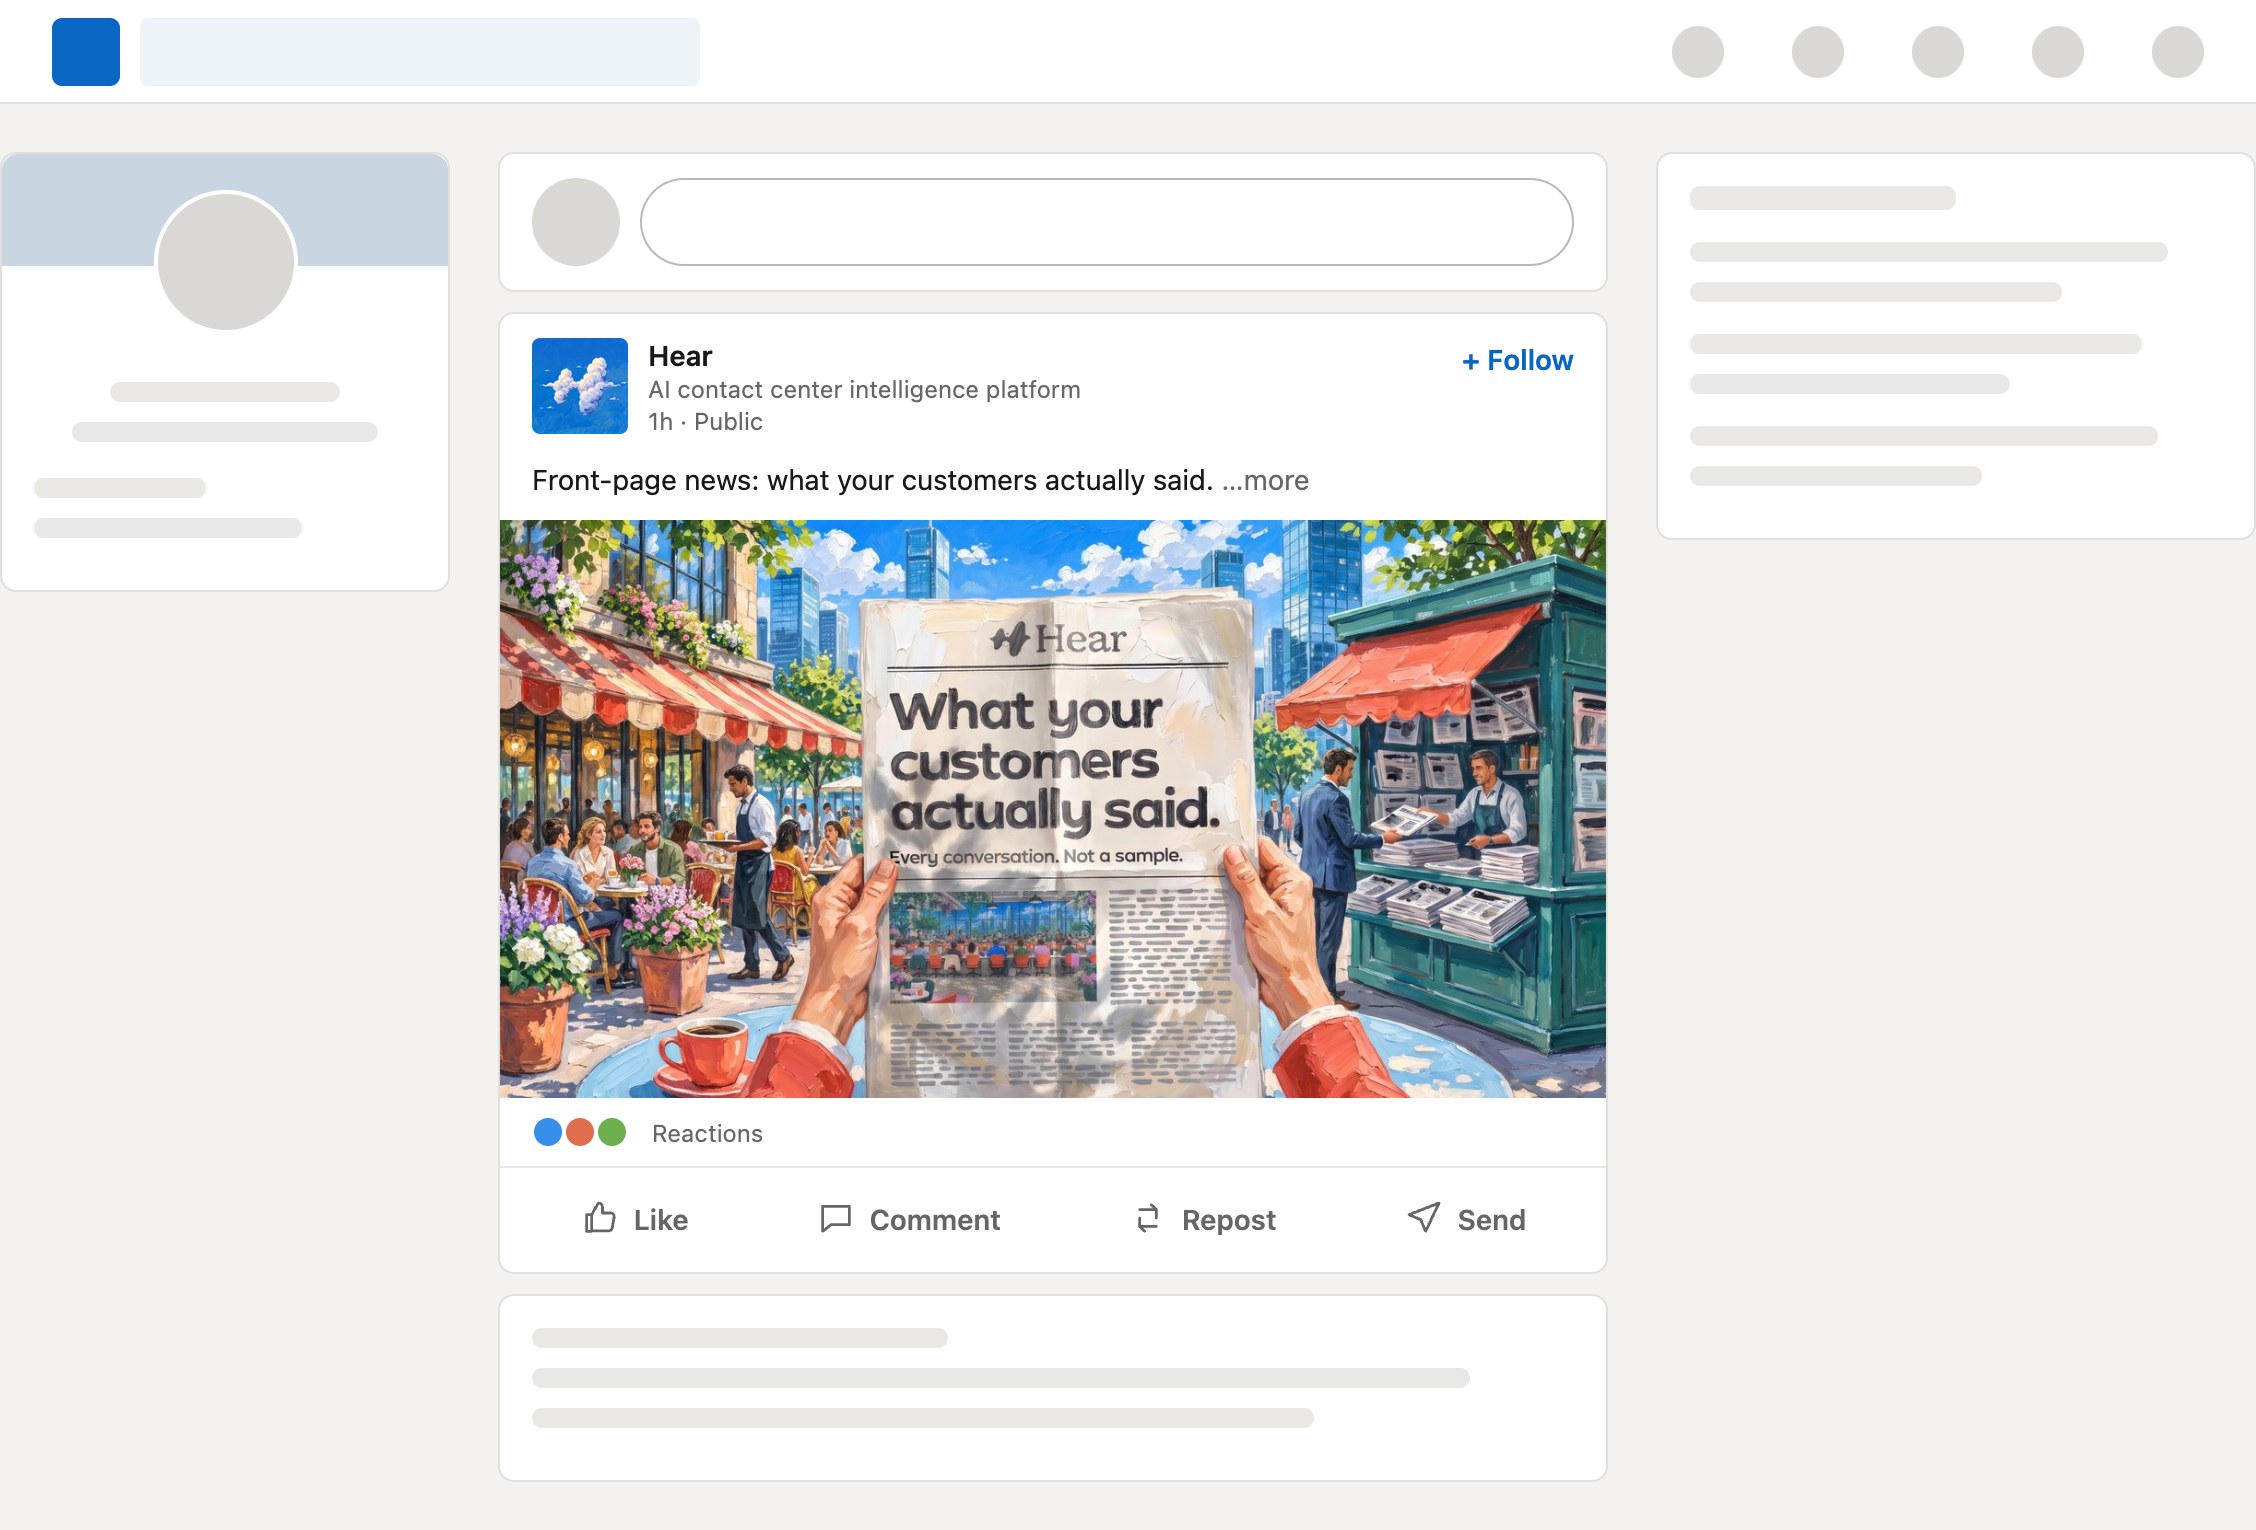 Hear
AI contact center intelligence platform
1h · Public
+ Follow
Front-page news: what your customers actually said. ...more
Hear
What your
customers
actually said.
Every conversation. Not a sample.
Reactions
Like
Comment
Repost
Send